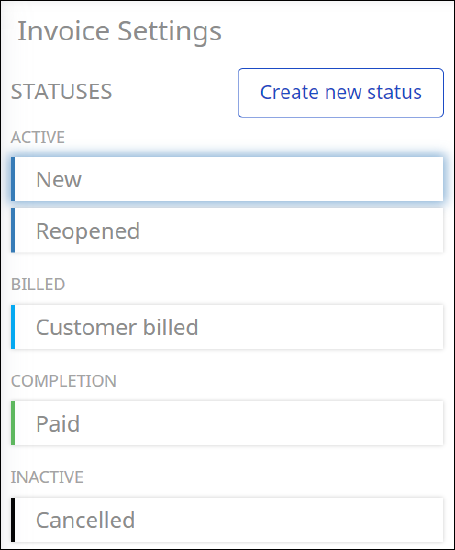 Invoice Settings
STATUSES
Create new status
ACTIVE
New
Reopened
BILLED
Customer billed
COMPLETION
Paid
INACTIVE
Cancelled